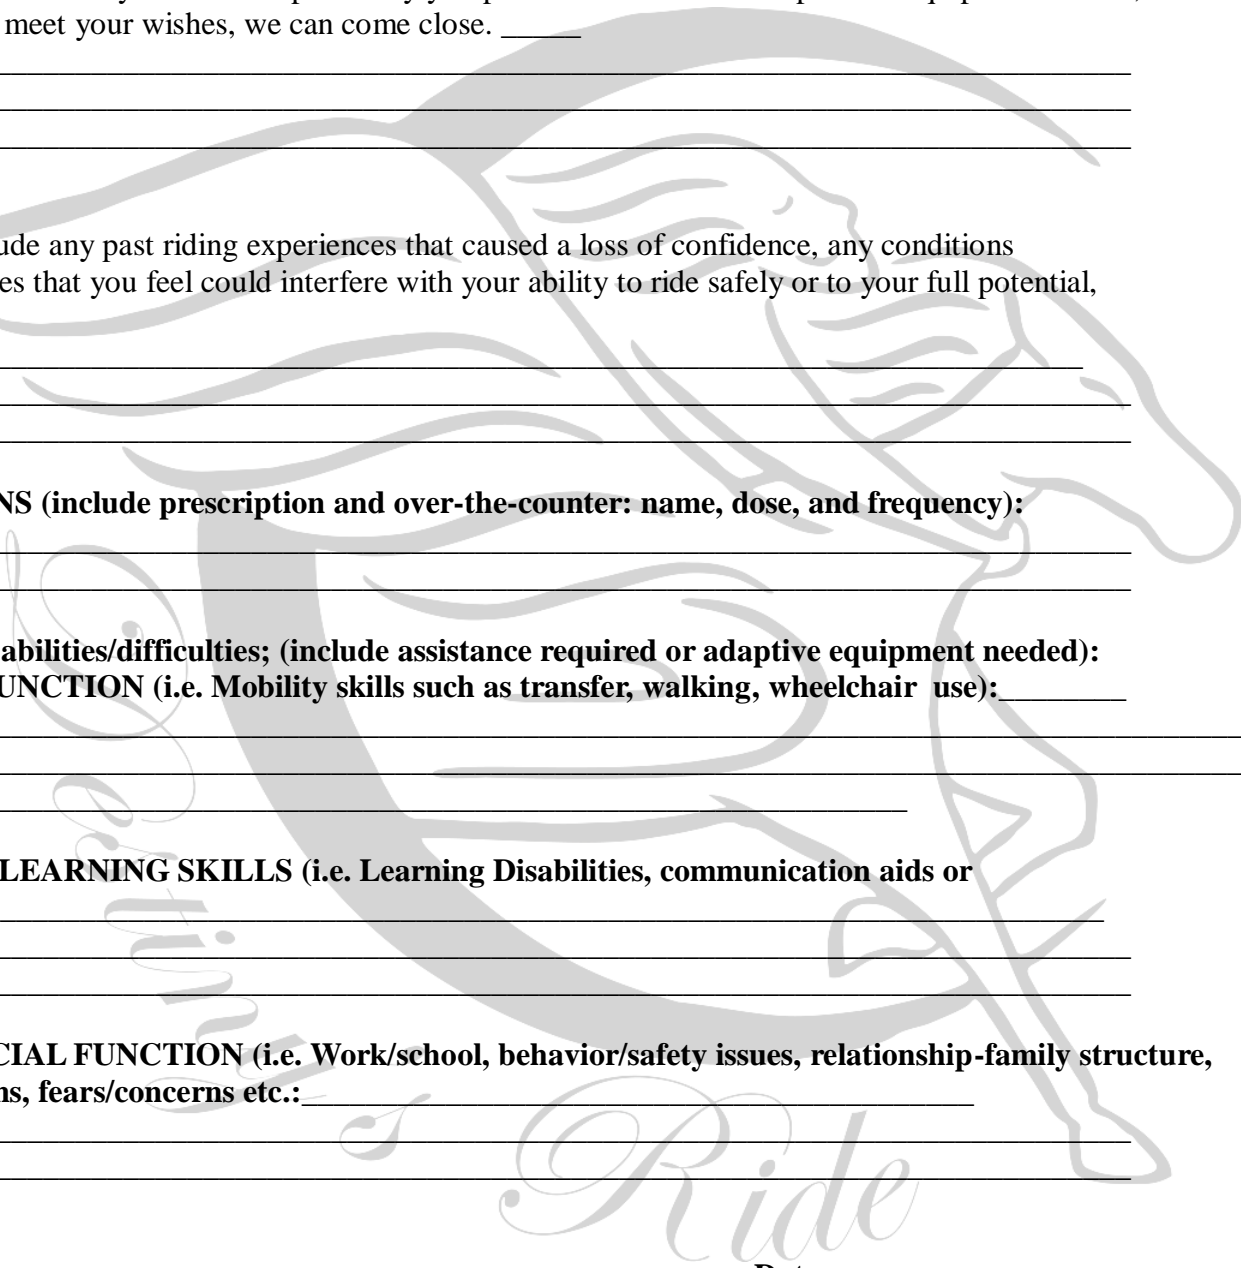 meet your wishes, we can come close. _____
ude any past riding experiences that caused a loss of confidence, any conditions
es that you feel could interfere with your ability to ride safely or to your full potential,
NS (include prescription and over-the-counter: name, dose, and frequency):
abilities/difficulties; (include assistance required or adaptive equipment needed):
UNCTION (i.e. Mobility skills such as transfer, walking, wheelchair  use):________
LEARNING SKILLS (i.e. Learning Disabilities, communication aids or
CIAL FUNCTION (i.e. Work/school, behavior/safety issues, relationship-family structure,
ns, fears/concerns etc.:__________________________________________
Destiny's
Ride